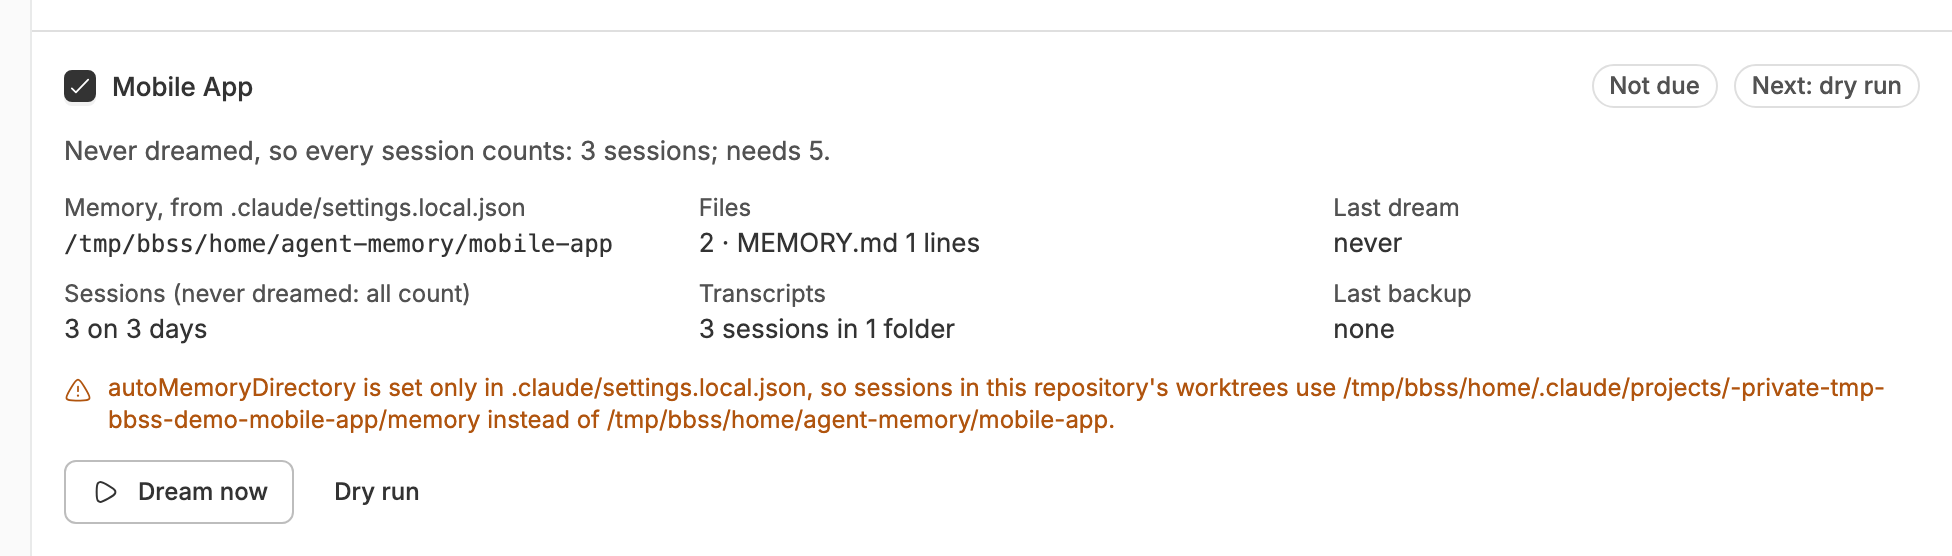 Mobile App
Not due
Next: dry run
Never dreamed, so every session counts: 3 sessions; needs 5.
Memory, from .claude/settings.local.json
/tmp/bbss/home/agent-memory/mobile-app
Files
2 · MEMORY.md 1 lines
Last dream
never
Sessions (never dreamed: all count)
3 on 3 days
Transcripts
3 sessions in 1 folder
Last backup
none
autoMemoryDirectory is set only in .claude/settings.local.json, so sessions in this repository's worktrees use /tmp/bbss/home/.claude/projects/-private-tmp-
bbss-demo-mobile-app/memory instead of /tmp/bbss/home/agent-memory/mobile-app.
Dream now
Dry run